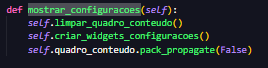 def mostrar_configuracoes(self):
self.limpar_quadro_conteudo()
self.criar_widgets_configuracoes()
self.quadro_conteudo.pack_propagate(False)